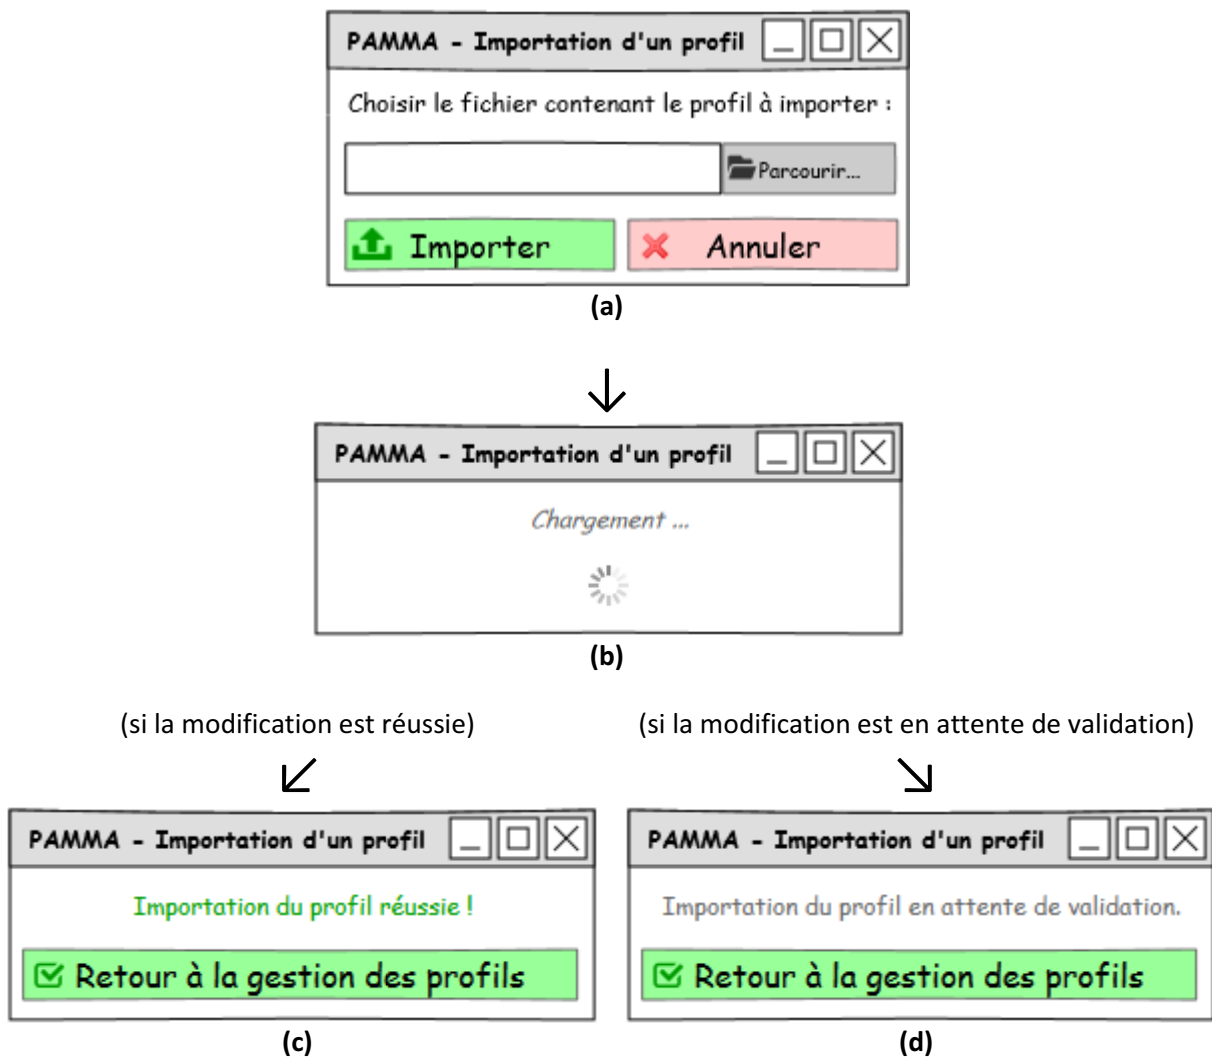 PAMMA - Importation d'un profil
Choisir le fichier contenant le profil à importer :
Parcourir...
Importer
Annuler
(a)
PAMMA - Importation d'un profil
Chargement ...
(b)
(si la modification est réussie)
(si la modification est en attente de validation)
PAMMA - Importation d'un profil
Importation du profil réussie !
Retour à la gestion des profils
(c)
PAMMA - Importation d'un profil
Importation du profil en attente de validation.
Retour à la gestion des profils
(d)